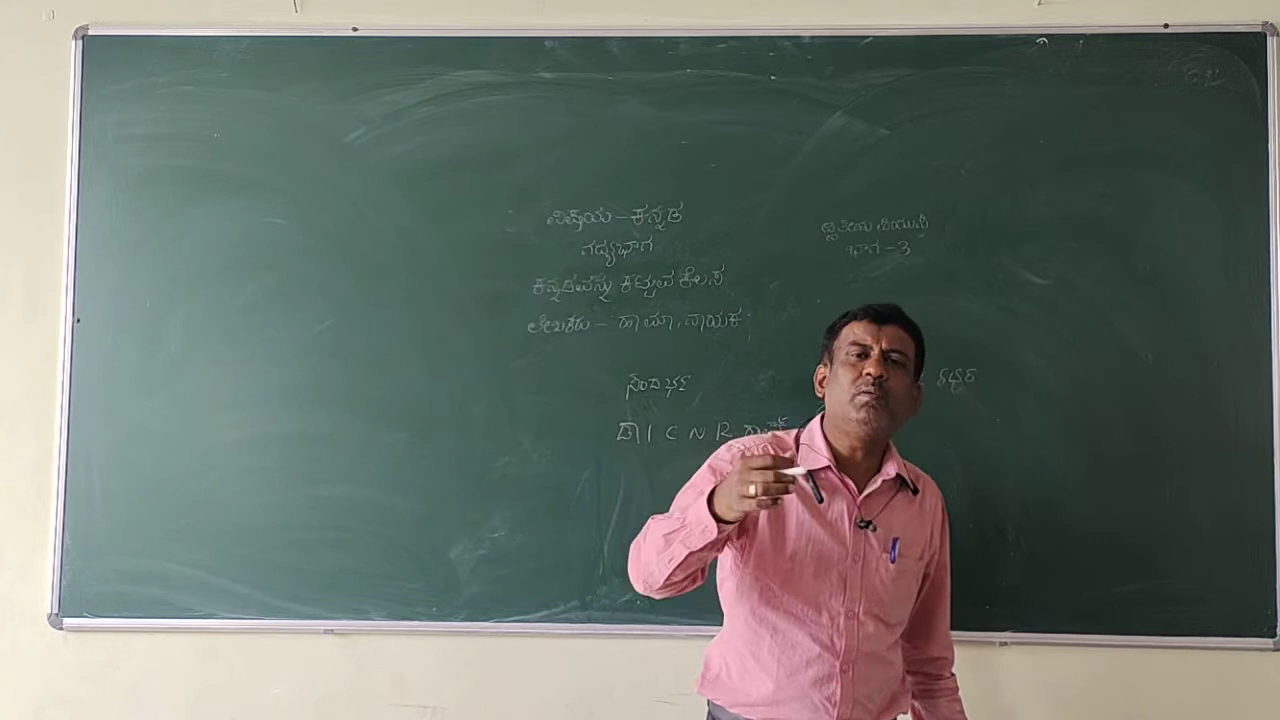 ವಿಷಯ - ಕನ್ನಡ
ಗದ್ಯಭಾಗ
ಕನ್ನಡವನ್ನು ಕಟ್ಟುವ ಕೆಲಸ
ಲೇಖಕರು - ಹಾ ಮಾ. ನಾಯಕ
ದ್ವಿತೀಯ ಪಿಯುಸಿ
ಭಾಗ - 3
ಸಂದರ್ಭ
ಡಾ | C N R